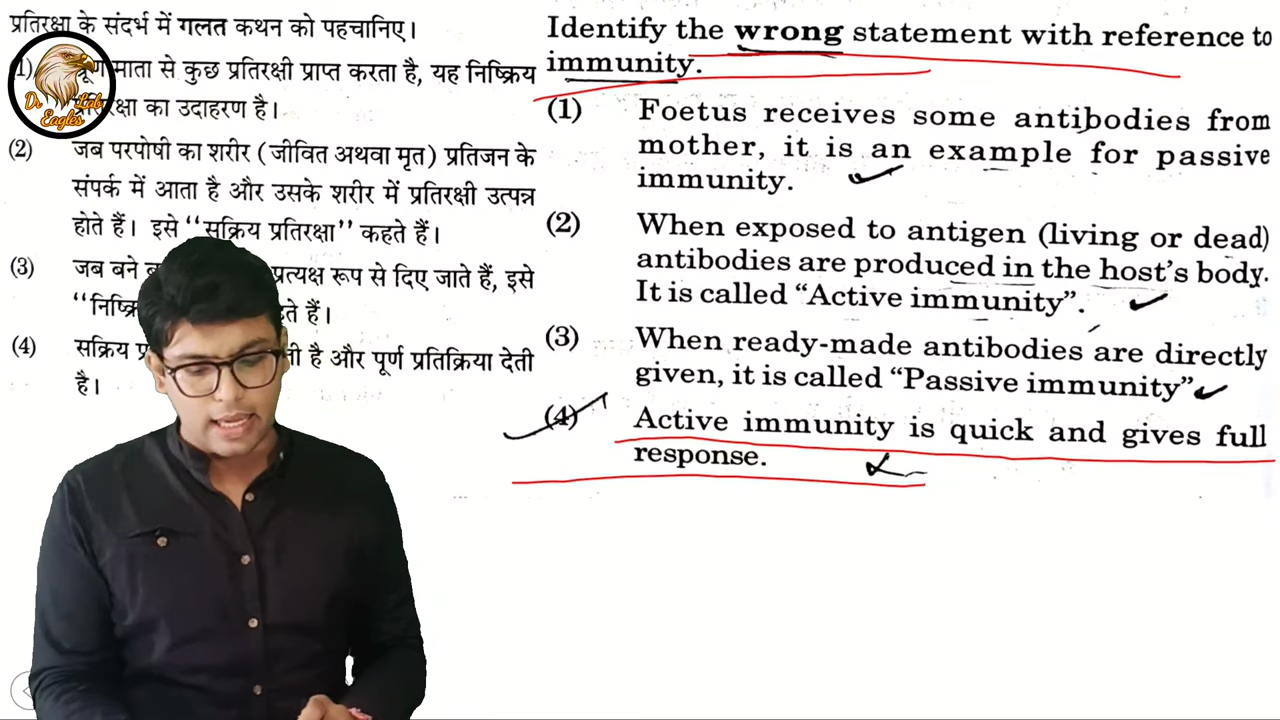 प्रतिरक्षा के संदर्भ में गलत कथन को पहचानिए।
माता से कुछ प्रतिरक्षी प्राप्त करता है, यह निष्क्रिय
का उदाहरण है।
(2) जब परपोषी का शरीर (जीवित अथवा मृत) प्रतिजन के
संपर्क में आता है और उसके शरीर में प्रतिरक्षी उत्पन्न
होते हैं। इसे "सक्रिय प्रतिरक्षा" कहते हैं।
(3) जब बने प्रत्यक्ष रूप से दिए जाते हैं, इसे
हैं।
(4) सक्रिय है और पूर्ण प्रतिक्रिया देती
है।
Dr Lab
Eagles
Identify the wrong statement with reference to
immunity.
(1) Foetus receives some antibodies from
mother, it is an example for passive
immunity.
(2) When exposed to antigen (living or dead)
antibodies are produced in the host's body.
It is called "Active immunity".
(3) When ready-made antibodies are directly
given, it is called "Passive immunity"
(4) Active immunity is quick and gives full
response.